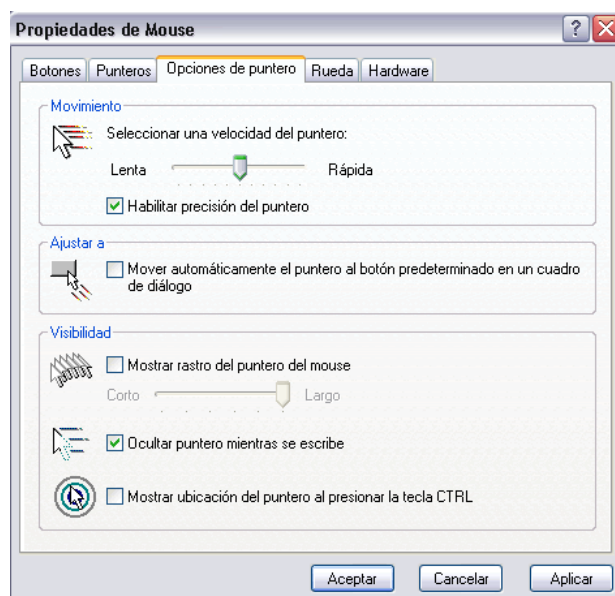 Propiedades de Mouse
?
Botones Punteros Opciones de puntero Rueda Hardware
Movimiento
Seleccionar una velocidad del puntero:
Lenta Rápida
Habilitar precisión del puntero
Ajustar a
Mover automáticamente el puntero al botón predeterminado en un cuadro
de diálogo
Visibilidad
Mostrar rastro del puntero del mouse
Corto Largo
Ocultar puntero mientras se escribe
Mostrar ubicación del puntero al presionar la tecla CTRL
Aceptar Cancelar Aplicar